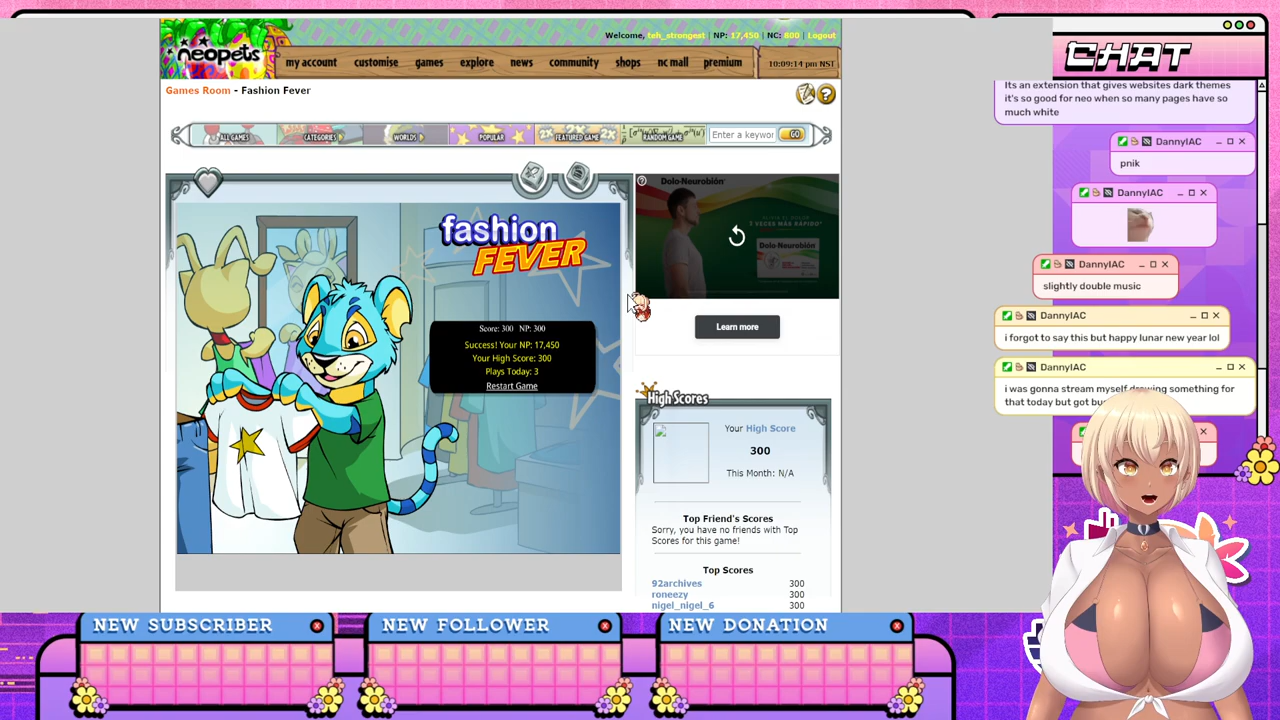 neopets
Welcome, teh_strongest | NP: 17,450 | NC: 800 | Logout
my account
customise
games
explore
news
community
shops
nc mall
premium
10:09:14 pm NST
Games Room - Fashion Fever
ALL GAMES
CATEGORIES
WORLDS
POPULAR
2X FEATURED GAME 2X
RANDOM GAME
Enter a keywor
GO
fashion
FEVER
Score: 300 NP: 300
Success! Your NP: 17,450
Your High Score: 300
Plays Today: 3
Restart Game
Dolo-Neurobión
Dolo-Neurobión
Learn more
High Scores
Your High Score
300
This Month: N/A
Top Friend's Scores
Sorry, you have no friends with Top
Scores for this game!
Top Scores
92archives 300
roneezy 300
nigel_nigel_6 300
CHAT
Its an extension that gives websites dark themes
it's so good for neo when so many pages have so
much white
DannyIAC
pnik
DannyIAC
DannyIAC
slightly double music
DannyIAC
i forgot to say this but happy lunar new year lol
DannyIAC
i was gonna stream myself drawing something for
that today but got
NEW SUBSCRIBER
NEW FOLLOWER
NEW DONATION